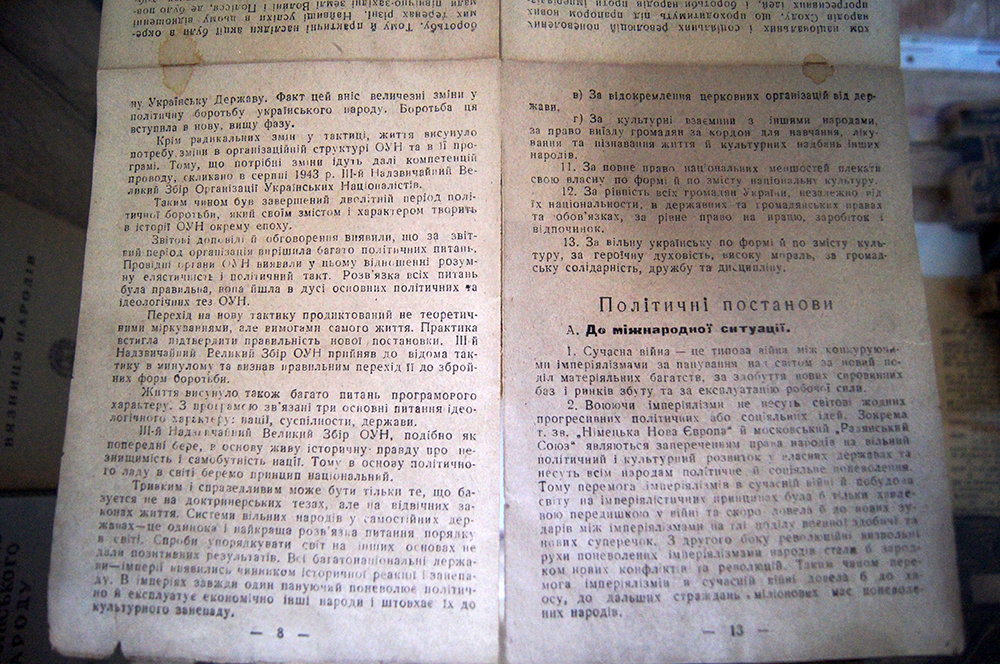 ну Українську Державу. Факт цей вніс величезні зміни у
політичну боротьбу українського народу. Боротьба ця
вступила в нову, вищу фазу.
Крім радикальних змін у тактиці, життя висунуло
потребу зміни в організаційній структурі ОУН та в її про-
грамі. Тому, що потрібні зміни ідуть далі компетенцій
проводу, скликано в серпні 1943 р. III-й Надзвичайний Ве-
ликий Збір Організації Українських Націоналістів.
Таким чином був завершений дволітній період полі-
тичної боротьби, який своїм змістом і характером творить
в історії ОУН окрему епоху.
Звітові доповіді й обговорення виявили, що за звіт-
ний період організація вирішила багато політичних питань.
Провідні органи ОУН виявили у цьому відношенні розум-
ну елястичність і політичний такт. Розв'язка всіх питань
була правильна, вона йшла в дусі основних політичних та
ідеологічних тез ОУН.
Перехід на нову тактику продиктований не теоретич-
ними міркуваннями, але вимогами самого життя. Практика
встигла підтвердити правильність нової постановки. III-й
Надзвичайний Великий Збір ОУН прийняв до відома так-
тику в минулому та визнав правильним перехід її до зброй-
них форм боротьби.
Життя висунуло також багато питань програмового
характеру. З програмою зв'язані три основні питання ідео-
логічного характеру: нації, суспільности, держави.
III-й Надзвичайний Великий Збір ОУН, подібно як
попередні бере, в основу живу історичну правду про не-
знищимість і самобутність нації. Тому в основу політично-
го ладу в світі беремо принцип національний.
Тривким і справедливим може бути тільки те, що ба-
зується не на доктринерських тезах, але на відвічних за-
конах життя. Система вільних народів у самостійних дер-
жавах—це одинока і найкраща розв'язка питання порядку
в світі. Спроби упорядкувати світ на інших основах не
дали позитивних результатів. Всі багатонаціональні держа-
ви—імперії виявились чинником історичної реакції і занепа-
ду. В імперіях завжди один пануючий поневолює політич-
но й експлуатує економічно інші народи і штовхає їх до
культурного занепаду.
— 8 —
в) За відокремлення церковних організацій від дер-
жави.
г) За культурні взаємини з іншими народами,
за право виїзду громадян за кордон для навчання, ліку-
вання та пізнавання життя й культурних надбань інших
народів.
11. За повне право національних меншостей плекати
свою власну по формі й по змісту національну культуру.
12. За рівність всіх громадян України, незалежно від
їх національности, в державних та громадянських правах
та обов'язках, за рівне право на працю, заробіток і
відпочинок.
13. За вільну українську по формі й по змісту куль-
туру, за героїчну духовість, високу мораль, за громад-
ську солідарність, дружбу та дисципліну.
Політичні постанови
А. До міжнародної ситуації.
1. Сучасна війна — це типова війна між конкуруючи-
ми імперіялізмами за панування над світом за новий по-
діл матеріяльних багатств, за здобуття нових сировинних
баз і ринків збуту та за експлуатацію робочої сили.
2. Воюючі імперіялізми не несуть світові жодних
прогресивних політичних або соціяльних ідей. Зокрема
т. зв. „Німецька Нова Європа" й московський „Радянський
Союз" являються запереченням права народів на вільний
політичний і культурний розвиток у власних державах та
несуть всім народам політичне й соціяльне поневолення.
Тому перемога імперіялізмів в сучасній війні й побудова
світу на імперіялістичних принципах була б тільки хвиле-
вою передишкою у війні та скоро довела б до нових зу-
дарів між імперіялізмами на тлі поділу воєнної здобичі та
нових суперечок. З другого боку революційні визвольні
рухи поневолених імперіялізмами народів стали б зарод-
ком нових конфліктів та революцій. Таким чином пере-
мога імперіялізмів в сучасній війні довела б до ха-
осу, до дальших страждань мілionових мас поневоле-
них народів.
— 13 —